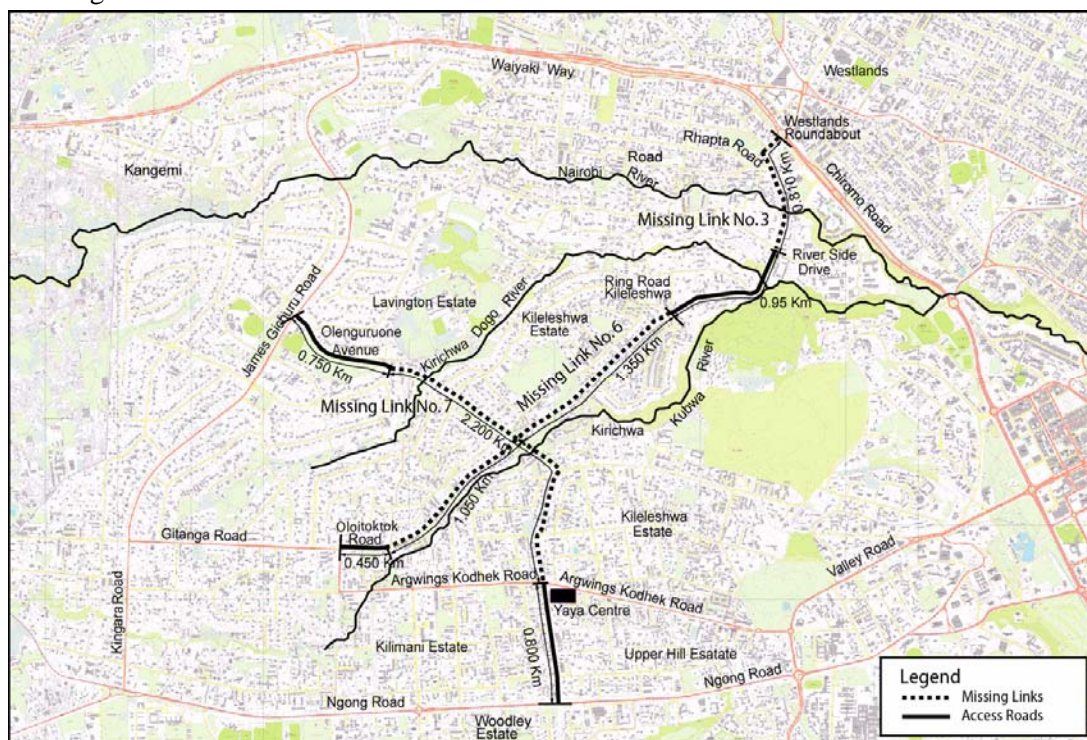 Waiyaki Way
Westlands
Westlands
Roundabout
Rhapta Road
Kangemi
Nairobi
Road
River
0.810 Km
Chiromo Road
Missing Link No.3
River Side
Drive
Ring Road
Kileleshwa
0.95 Km
Lavington Estate
Kirichwa Dogo River
Kileleshwa
Estate
James Gichuru Road
Olenguruone
Avenue
0.750 Km
Missing Link No.6
1,350 Km
Missing Link No.7
2,200 Km
Kirichwa
Kubwa
River
1,050 Km
Kileleshwa
Estate
Gitanga Road
Oloitoktok
Road
0.450 Km
Argwings Kodhek Road
Argwings Kodhek Road
Valley Road
Yaya Centre
Kingara Road
Kilimani Estate
0.800 Km
Upper Hill Esatate
Ngong Road
Ngong Road
Woodley
Estate
Legend
Missing Links
Access Roads